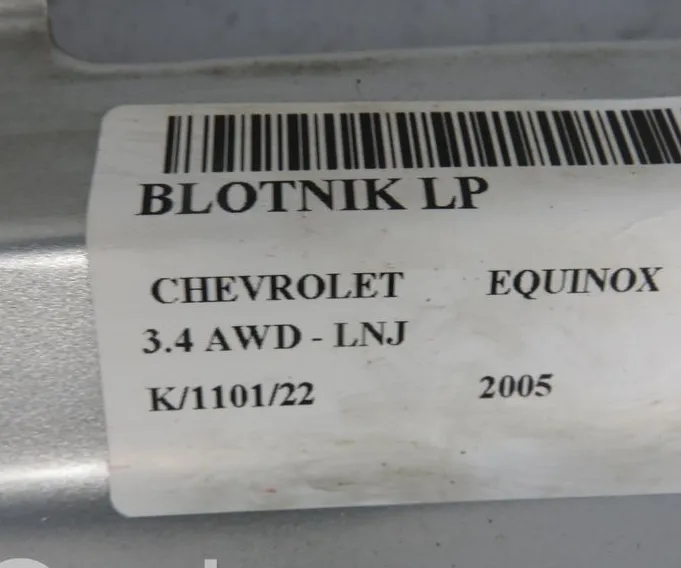 BLOTNIK LP
CHEVROLET EQUINOX
3.4 AWD - LNJ
K/1101/22 2005